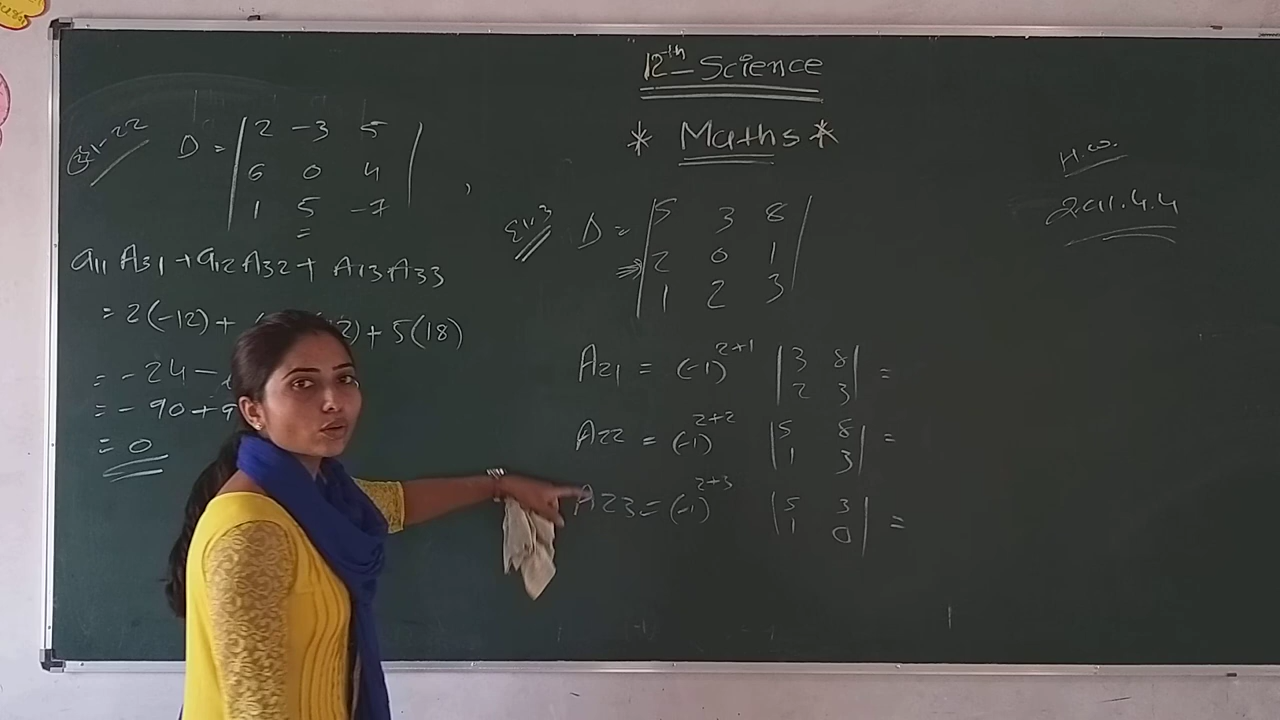 12th - Science
* Maths *
Ex-22
D = | 2 -3 5 |
| 6 0 4 |
| 1 5 -7 |
a11 A31 + a12 A32 + A13 A33
= 2(-12) + 2) + 5(18)
= -24 -
= -90 + 9
= 0
D = | 5 3 8 |
| 2 0 1 |
| 1 2 3 |
A21 = (-1)^2+1 | 3 8 | =
| 2 3 |
A22 = (-1)^2+2 | 5 8 | =
| 1 3 |
A23 = (-1)^2+3 | 5 3 | =
| 1 0 |
H.W.
4.4